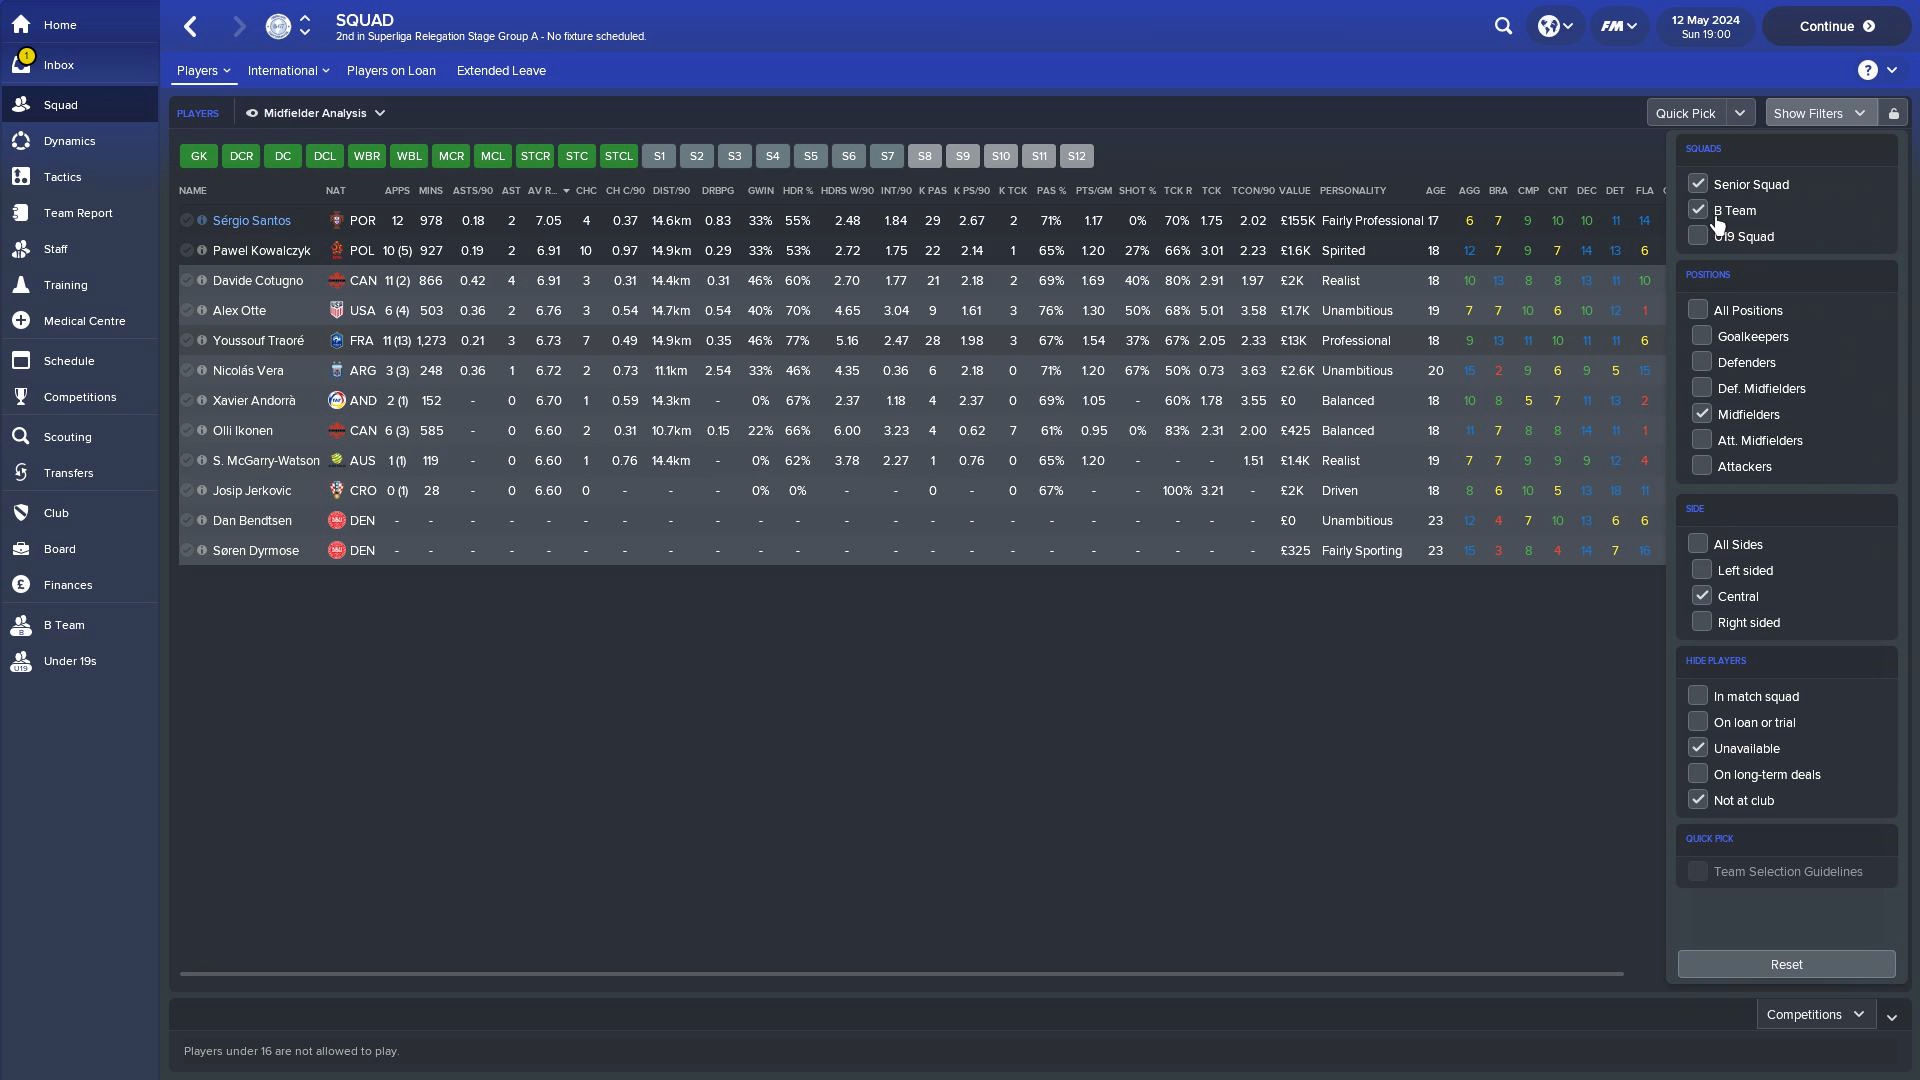 Home
Inbox
1
Squad
Dynamics
Tactics
Team Report
Staff
Training
Medical Centre
Schedule
Competitions
Scouting
Transfers
Club
Board
Finances
B Team
Under 19s
SQUAD
2nd in Superliga Relegation Stage Group A - No fixture scheduled.
FM
12 May 2024
Sun 19:00
Continue
Players International Players on Loan Extended Leave
?
PLAYERS Midfielder Analysis
Quick Pick Show Filters
GK DCR DC DCL WBR WBL MCR MCL STCR STC STCL S1 S2 S3 S4 S5 S6 S7 S8 S9 S10 S11 S12
NAME NAT APPS MINS ASTS/90 AST AV R... CHC CH C/90 DIST/90 DRBPG GWIN HDR % HDRS W/90 INT/90 K PAS K PS/90 K TCK PAS % PTS/GM SHOT % TCK R TCK TCON/90 VALUE PERSONALITY AGE AGG BRA CMP CNT DEC DET FLA
Sérgio Santos POR 12 978 0.18 2 7.05 4 0.37 14.6km 0.83 33% 55% 2.48 1.84 29 2.67 2 71% 1.17 0% 70% 1.75 2.02 £155K Fairly Professional 17 6 7 9 10 10 11 14
Pawel Kowalczyk POL 10 (5) 927 0.19 2 6.91 10 0.97 14.9km 0.29 33% 53% 2.72 1.75 22 2.14 1 65% 1.20 27% 66% 3.01 2.23 £1.6K Spirited 18 12 7 9 7 14 13 6
Davide Cotugno CAN 11 (2) 866 0.42 4 6.91 3 0.31 14.4km 0.31 46% 60% 2.70 1.77 21 2.18 2 69% 1.69 40% 80% 2.91 1.97 £2K Realist 18 10 13 8 8 13 11 10
Alex Otte USA 6 (4) 503 0.36 2 6.76 3 0.54 14.7km 0.54 40% 70% 4.65 3.04 9 1.61 3 76% 1.30 50% 68% 5.01 3.58 £1.7K Unambitious 19 7 7 10 6 10 12 1
Youssouf Traoré FRA 11 (13) 1,273 0.21 3 6.73 7 0.49 14.9km 0.35 46% 77% 5.16 2.47 28 1.98 3 67% 1.54 37% 67% 2.05 2.33 £13K Professional 18 9 13 11 10 11 11 6
Nicolás Vera ARG 3 (3) 248 0.36 1 6.72 2 0.73 11.1km 2.54 33% 46% 4.35 0.36 6 2.18 0 71% 1.20 67% 50% 0.73 3.63 £2.6K Unambitious 20 15 2 9 6 9 5 15
Xavier Andorrà AND 2 (1) 152 - 0 6.70 1 0.59 14.3km - 0% 67% 2.37 1.18 4 2.37 0 69% 1.05 - 60% 1.78 3.55 £0 Balanced 18 10 8 5 7 11 13 2
Olli Ikonen CAN 6 (3) 585 - 0 6.60 2 0.31 10.7km 0.15 22% 66% 6.00 3.23 4 0.62 7 61% 0.95 0% 83% 2.31 2.00 £425 Balanced 18 11 7 8 8 14 11 1
S. McGarry-Watson AUS 1 (1) 119 - 0 6.60 1 0.76 14.4km - 0% 62% 3.78 2.27 1 0.76 0 65% 1.20 - - - 1.51 £1.4K Realist 19 7 7 9 9 9 12 4
Josip Jerkovic CRO 0 (1) 28 - 0 6.60 0 - - - 0% 0% - - 0 - 0 67% - - 100% 3.21 - £2K Driven 18 8 6 10 5 13 18 11
Dan Bendtsen DEN - - - - - - - - - - - - - - - - - - - - - - £0 Unambitious 23 12 4 7 10 13 6 6
Søren Dyrmose DEN - - - - - - - - - - - - - - - - - - - - - - £325 Fairly Sporting 23 15 3 8 4 14 7 16
SQUADS
Senior Squad
B Team
U19 Squad
POSITIONS
All Positions
Goalkeepers
Defenders
Def. Midfielders
Midfielders
Att. Midfielders
Attackers
SIDE
All Sides
Left sided
Central
Right sided
HIDE PLAYERS
In match squad
On loan or trial
Unavailable
On long-term deals
Not at club
QUICK PICK
Team Selection Guidelines
Reset
Competitions
Players under 16 are not allowed to play.